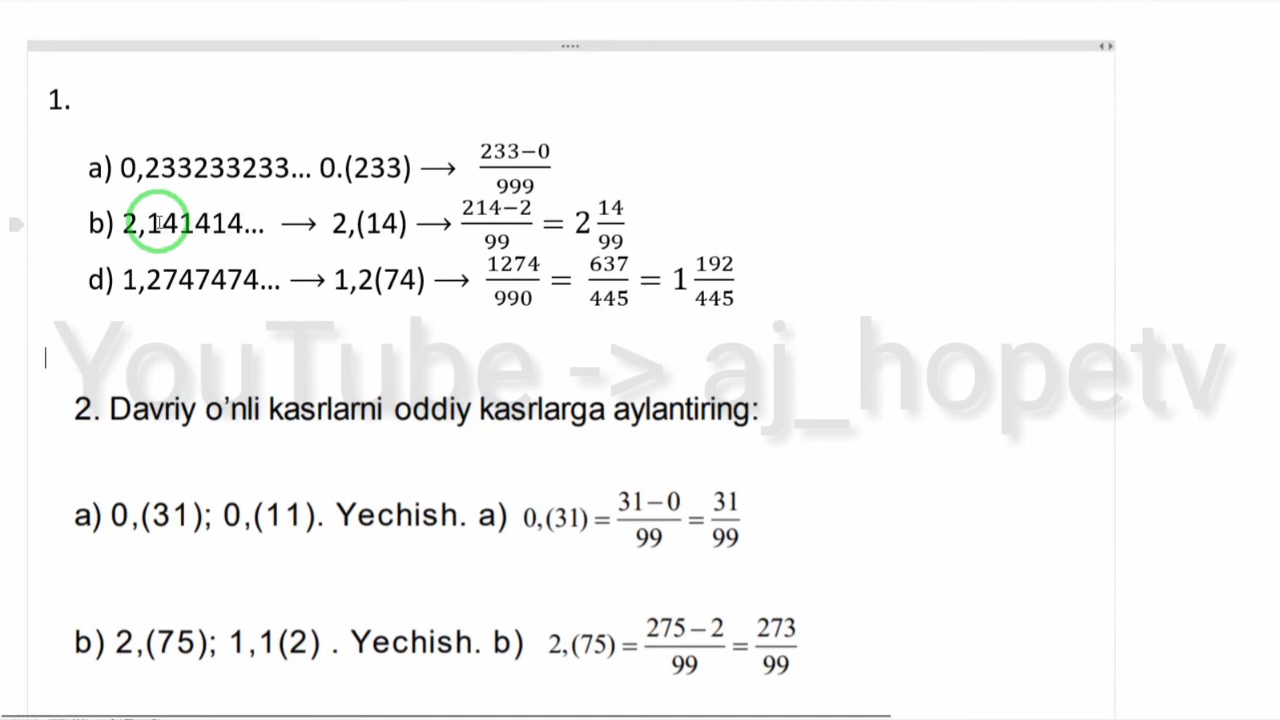 1.
a) 0,233233233... 0.(233) ⟶ 233−0/999
b) 2,141414... ⟶ 2,(14) ⟶ 214−2/99 = 2 14/99
d) 1,2747474... ⟶ 1,2(74) ⟶ 1274/990 = 637/445 = 1 192/445
YouTube -> aj_hopetv
2. Davriy o'nli kasrlarni oddiy kasrlarga aylantiring:
a) 0,(31); 0,(11). Yechish. a) 0,(31) = 31−0/99 = 31/99
b) 2,(75); 1,1(2) . Yechish. b) 2,(75) = 275−2/99 = 273/99